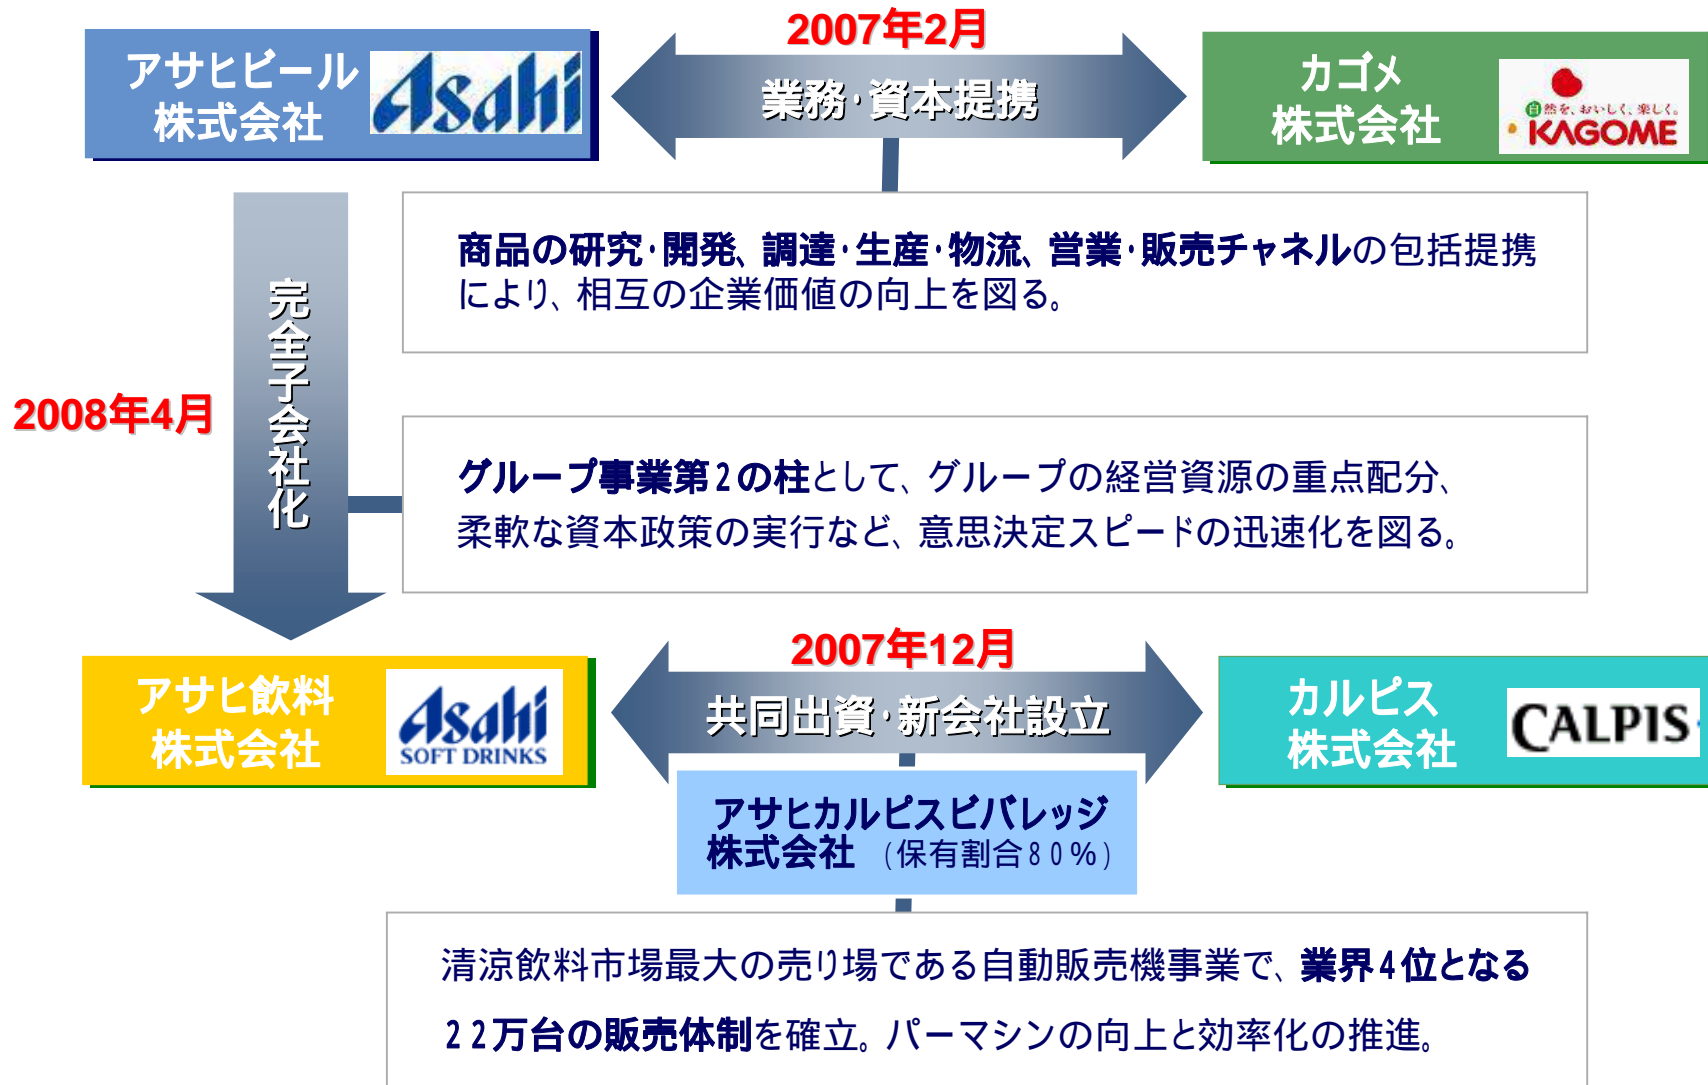 2007年2月
アサヒビール
株式会社
Asahi
業務・資本提携
カゴメ
株式会社
自然を、おいしく、楽しく。
KAGOME
商品の研究・開発、調達・生産・物流、営業・販売チャネルの包括提携
により、相互の企業価値の向上を図る。
完全子会社化
2008年4月
グループ事業第2の柱として、グループの経営資源の重点配分、
柔軟な資本政策の実行など、意思決定スピードの迅速化を図る。
2007年12月
アサヒ飲料
株式会社
Asahi
SOFT DRINKS
共同出資・新会社設立
カルピス
株式会社
CALPIS
アサヒカルピスビバレッジ
株式会社 (保有割合80%)
清涼飲料市場最大の売り場である自動販売機事業で、業界4位となる
22万台の販売体制を確立。パーマシンの向上と効率化の推進。